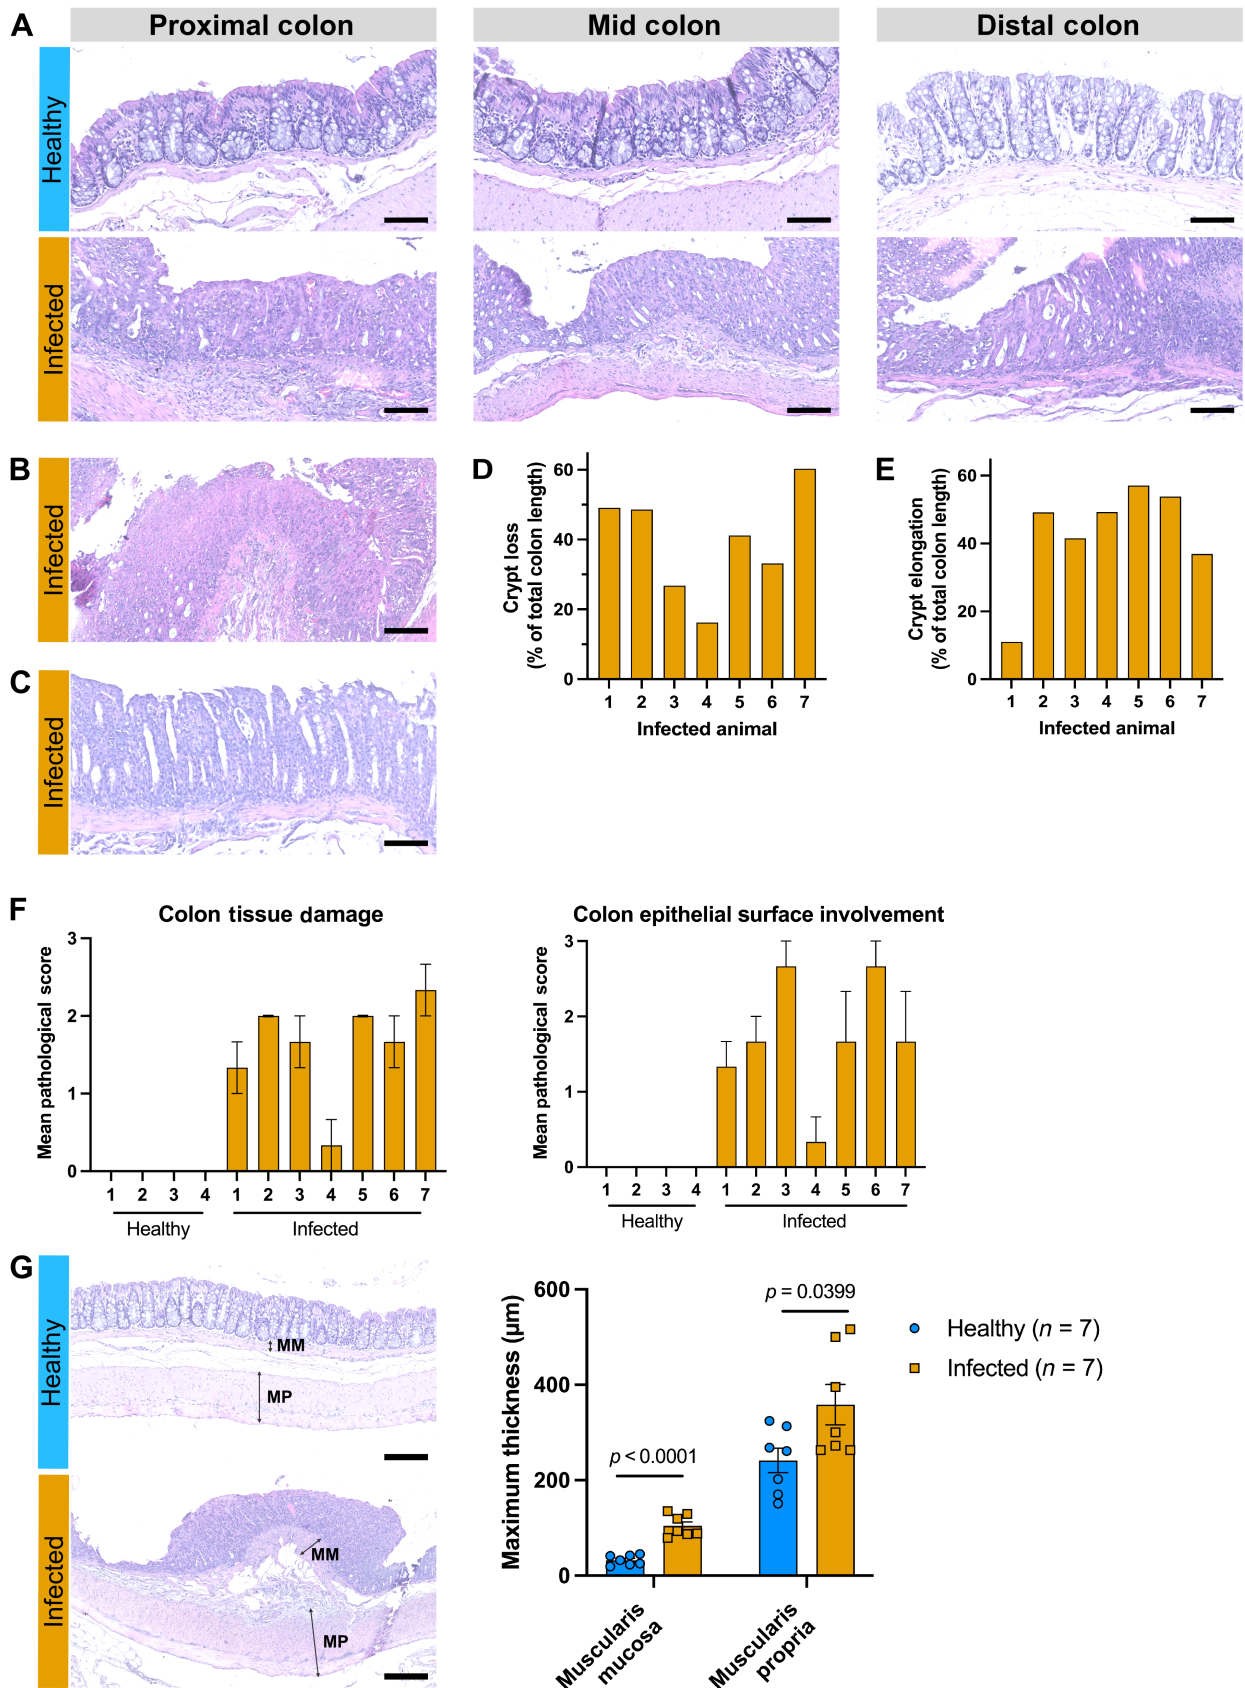 A
Proximal colon
Mid colon
Distal colon
Healthy
Infected
B
Infected
C
Infected
D
Crypt loss
(% of total colon length)
60
40
20
0
1 2 3 4 5 6 7
Infected animal
E
Crypt elongation
(% of total colon length)
60
40
20
0
1 2 3 4 5 6 7
Infected animal
F
Colon tissue damage
Mean pathological score
3
2
1
0
1 2 3 4 1 2 3 4 5 6 7
Healthy Infected
Colon epithelial surface involvement
Mean pathological score
3
2
1
0
1 2 3 4 1 2 3 4 5 6 7
Healthy Infected
G
Healthy
MM
MP
Infected
MM
MP
Maximum thickness (µm)
600
400
200
0
p < 0.0001
p = 0.0399
Muscularis
mucosa
Muscularis
propria
Healthy (n = 7)
Infected (n = 7)